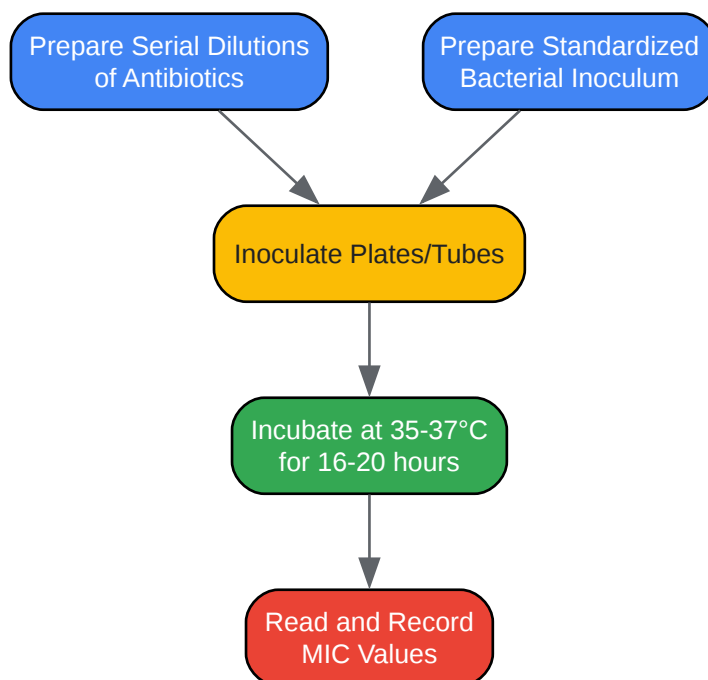 Prepare Serial Dilutions
of Antibiotics
Prepare Standardized
Bacterial Inoculum
Inoculate Plates/Tubes
Incubate at 35-37°C
for 16-20 hours
Read and Record
MIC Values